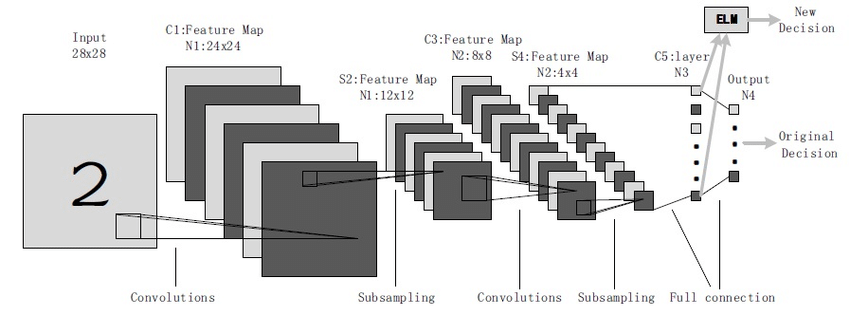 ELM
New
Decision
Input
28x28
C1:Feature Map
N1:24x24
S2:Feature Map
N1:12x12
C3:Feature Map
N2:8x8
S4:Feature Map
N2:4x4
C5:layer
N3
Output
N4
2
Original
Decision
Convolutions
Subsampling
Convolutions
Subsampling
Full connection